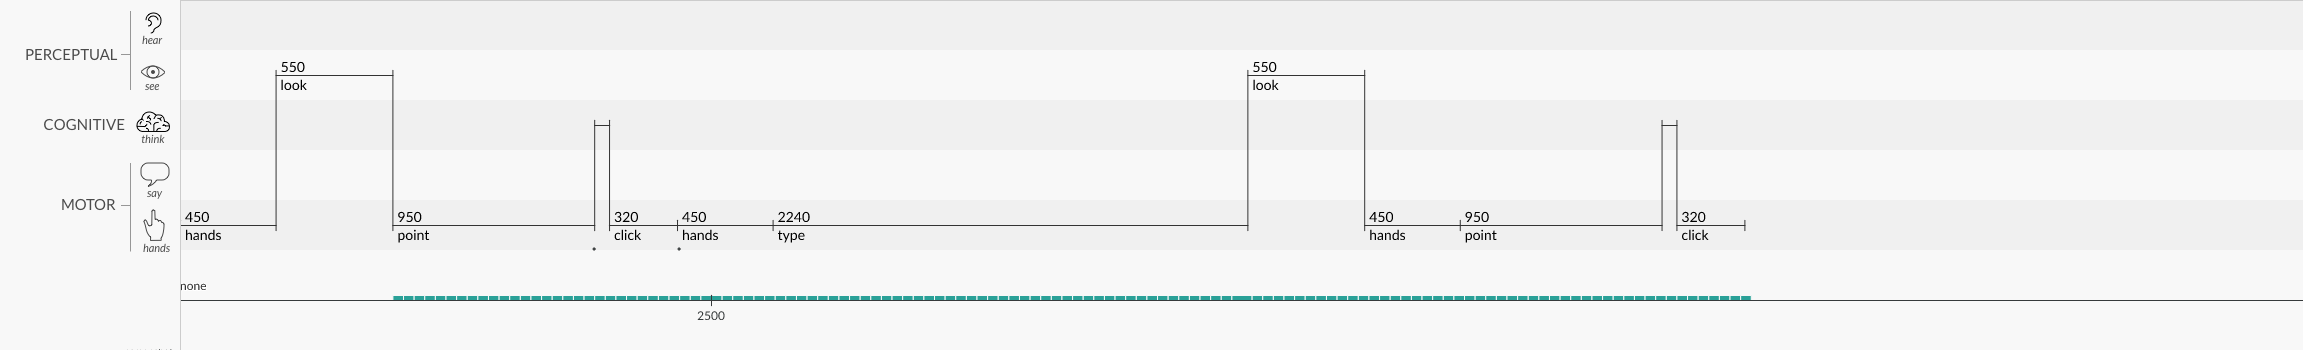 hear
PERCEPTUAL
see
COGNITIVE
think
say
MOTOR
hands
550
look
550
look
450
hands
950
point
320
click
450
hands
2240
type
450
hands
950
point
320
click
none
2500